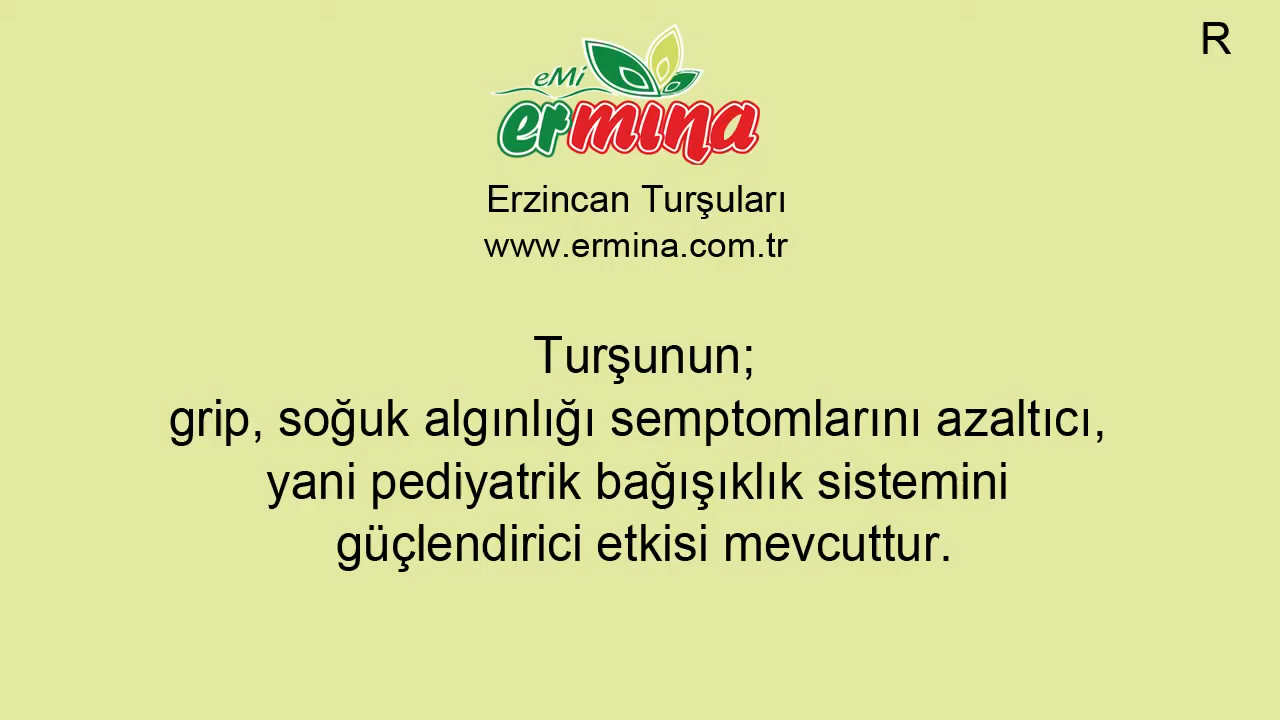 R
eMi
ermina
Erzincan Turşuları
www.ermina.com.tr
Turşunun;
grip, soğuk algınlığı semptomlarını azaltıcı,
yani pediyatrik bağışıklık sistemini
güçlendirici etkisi mevcuttur.